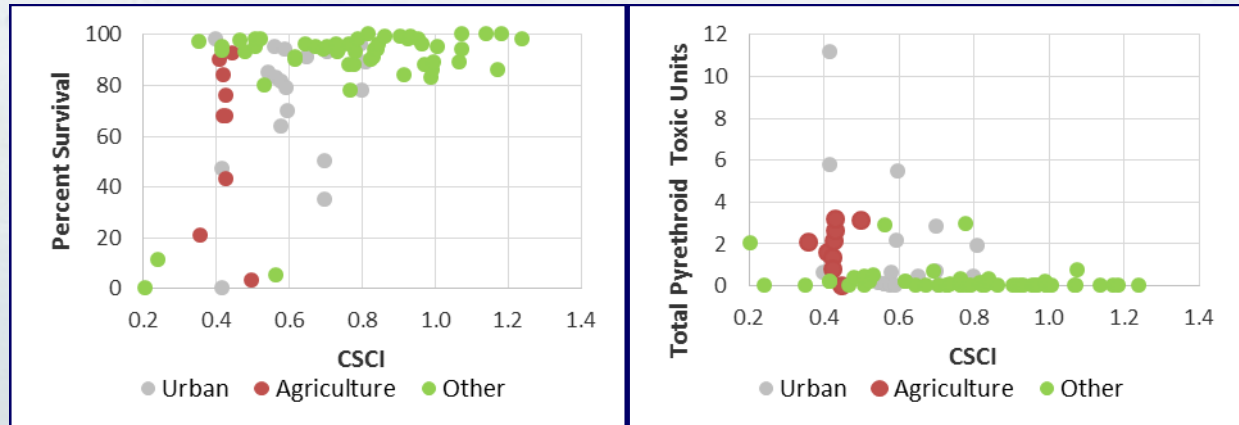 100
80
60
40
20
0
Percent Survival
0.2 0.4 0.6 0.8 1.0 1.2 1.4
CSCI
Urban Agriculture Other
12
10
8
6
4
2
0
Total Pyrethroid Toxic Units
0.2 0.4 0.6 0.8 1.0 1.2 1.4
CSCI
Urban Agriculture Other